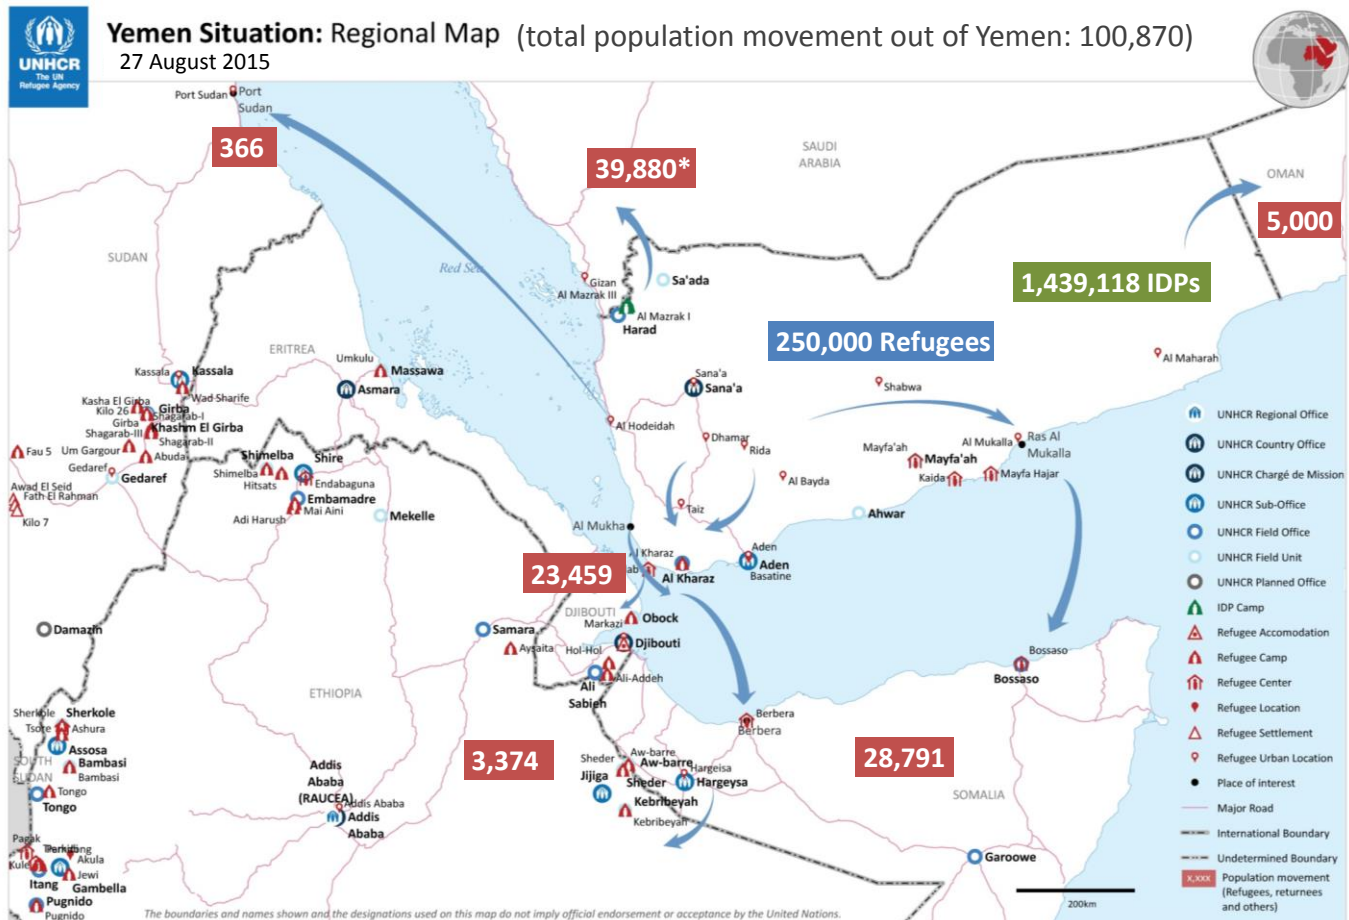 UNHCR
The UN
Refugee Agency
Yemen Situation: Regional Map (total population movement out of Yemen: 100,870)
27 August 2015
Port Sudan
Port
Sudan
366
39,880*
SAUDI
ARABIA
OMAN
5,000
SUDAN
Red Sea
Gizan
Al Mazrak III
Sa'ada
Al Mazrak I
Harad
1,439,118 IDPs
250,000 Refugees
ERITREA
Umkulu
Massawa
Asmara
Kassala
Kassala
Wad Sharife
Kasha El Girba
Kilo 26
Girba
Shagarab-I
Girba
Khashm El Girba
Shagarab-III
Shagarab-II
Fau 5
Um Gargour
Abuda
Gedaref
Gedaref
Awad El Seid
Fath El Rahman
Kilo 7
Shimelba
Shimelba
Hitsats
Shire
Endabaguna
Embamadre
Mai Aini
Adi Harush
Mekelle
Sana'a
Sana'a
Al Hodeidah
Dhamar
Rida
Shabwa
Al Maharah
Mayfa'ah
Mayfa'ah
Al Mukalla
Ras Al
Mukalla
Kaida
Mayfa Hajar
Al Bayda
Taiz
Ahwar
Al Mukha
Al Kharaz
Al Kharaz
Aden
Aden
Basatine
23,459
DJIBOUTI
Markazi
Obock
Damazin
Samara
Aysaita
Hol-Hol
Djibouti
Ali
Sabieh
Ali-Addeh
Bossaso
Bossaso
ETHIOPIA
Sherkole
Sherkole
Tsore
Ashura
Assosa
SOUTH
SUDAN
Bambasi
Bambasi
Tongo
Tongo
Addis
Ababa
(RAUCEA)
Addis Ababa
Addis
Ababa
3,374
Berbera
Berbera
Sheder
Aw-barre
Aw-barre
Sheder
Hargeisa
Hargeysa
Jijiga
Kebribeyah
Kebribeyah
28,791
SOMALIA
Garoowe
Pagak
Kule
Akula
Jewi
Itang
Gambella
Pugnido
Pugnido
UNHCR Regional Office
UNHCR Country Office
UNHCR Chargé de Mission
UNHCR Sub-Office
UNHCR Field Office
UNHCR Field Unit
UNHCR Planned Office
IDP Camp
Refugee Accomodation
Refugee Camp
Refugee Center
Refugee Location
Refugee Settlement
Refugee Urban Location
Place of interest
Major Road
International Boundary
Undetermined Boundary
x,xxx Population movement
(Refugees, returnees
and others)
200km
The boundaries and names shown and the designations used on this map do not imply official endorsement or acceptance by the United Nations.